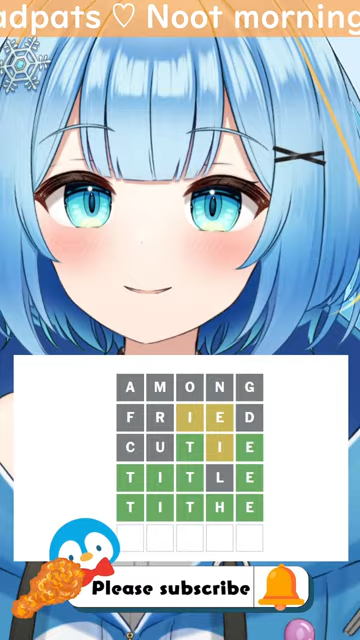 adpats ♡ Noot morning
AMONG
FRIED
CUTIE
TITLE
TITHE
Please subscribe